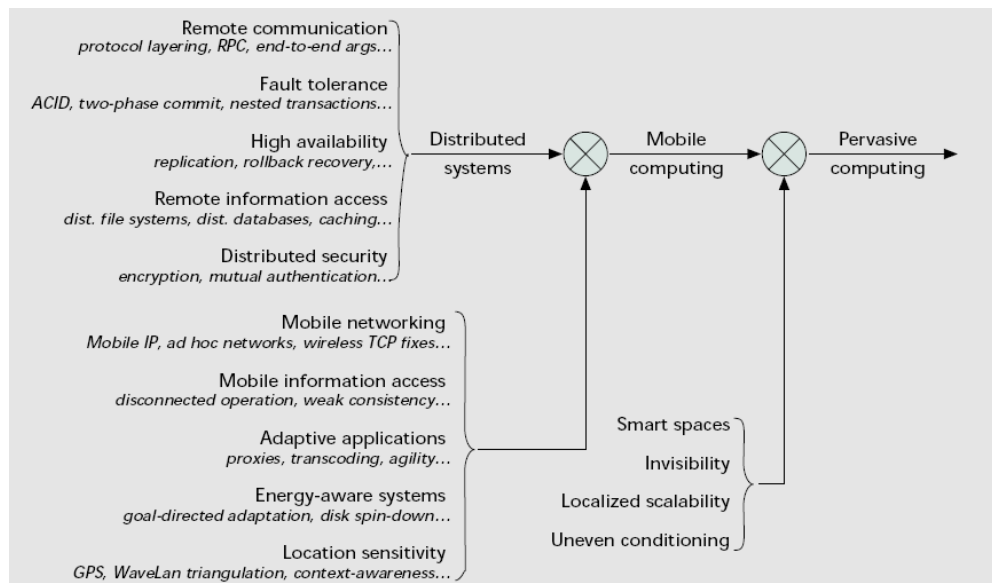 Remote communication
protocol layering, RPC, end-to-end args...
Fault tolerance
ACID, two-phase commit, nested transactions...
High availability
replication, rollback recovery,...
Remote information access
dist. file systems, dist. databases, caching...
Distributed security
encryption, mutual authentication...
Distributed
systems
Mobile
computing
Pervasive
computing
Mobile networking
Mobile IP, ad hoc networks, wireless TCP fixes...
Mobile information access
disconnected operation, weak consistency...
Adaptive applications
proxies, transcoding, agility...
Energy-aware systems
goal-directed adaptation, disk spin-down...
Location sensitivity
GPS, WaveLan triangulation, context-awareness...
Smart spaces
Invisibility
Localized scalability
Uneven conditioning